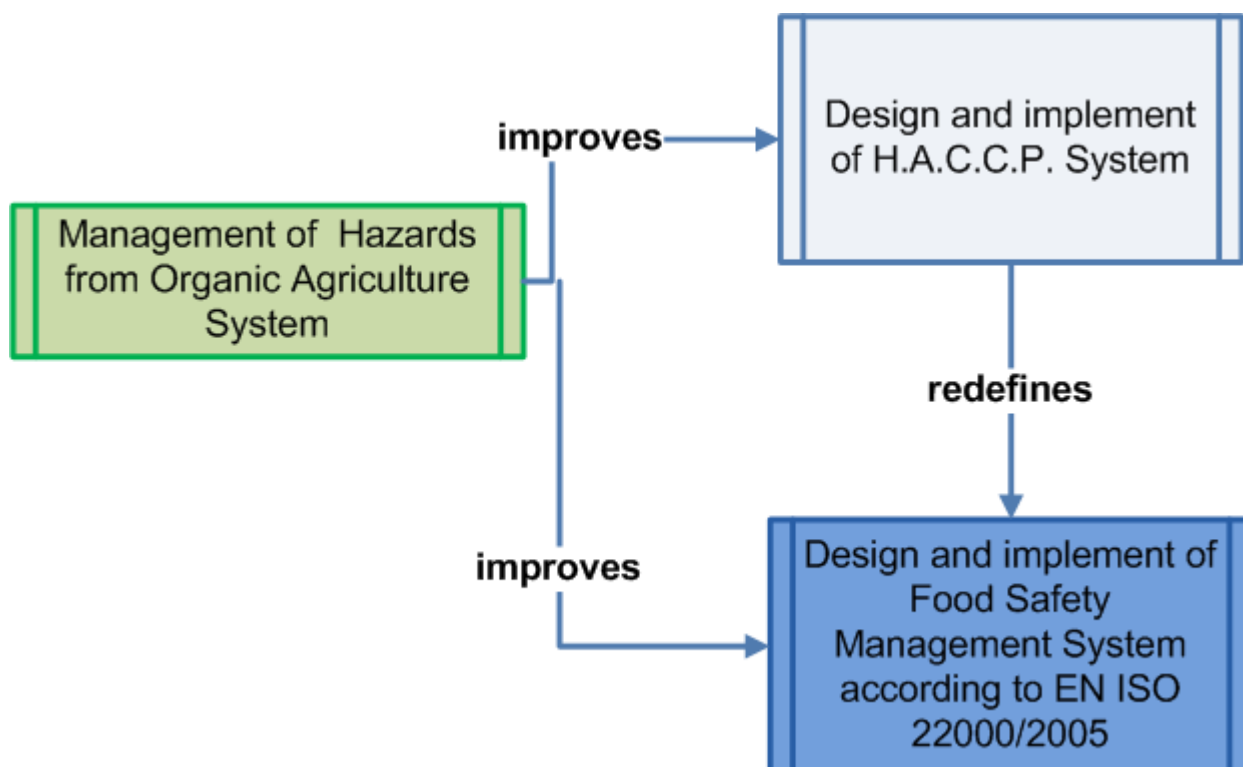 Design and implement
of H.A.C.C.P. System
improves
Management of Hazards
from Organic Agriculture
System
redefines
improves
Design and implement of
Food Safety
Management System
according to EN ISO
22000/2005